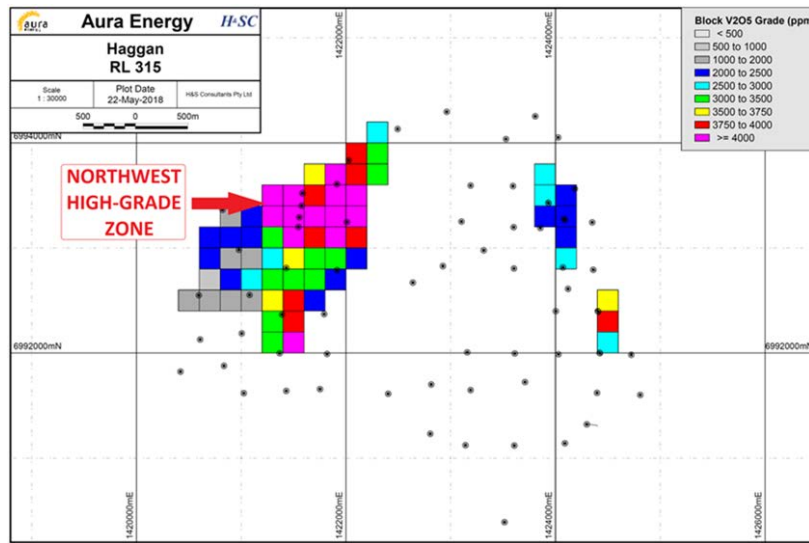 aura
ENERGY
Aura Energy
H&SC
Haggan
RL 315
Scale
1 : 30000
Plot Date
22-May-2018
H&S Consultants Pty Ltd
500 0 500m
Block V2O5 Grade (ppm)
< 500
500 to 1000
1000 to 2000
2000 to 2500
2500 to 3000
3000 to 3500
3500 to 3750
3750 to 4000
>= 4000
1422000mE
1424000mE
6994000mN
NORTHWEST
HIGH-GRADE
ZONE
6992000mN
6992000mN
1420000mE
1422000mE
1424000mE
1426000mE